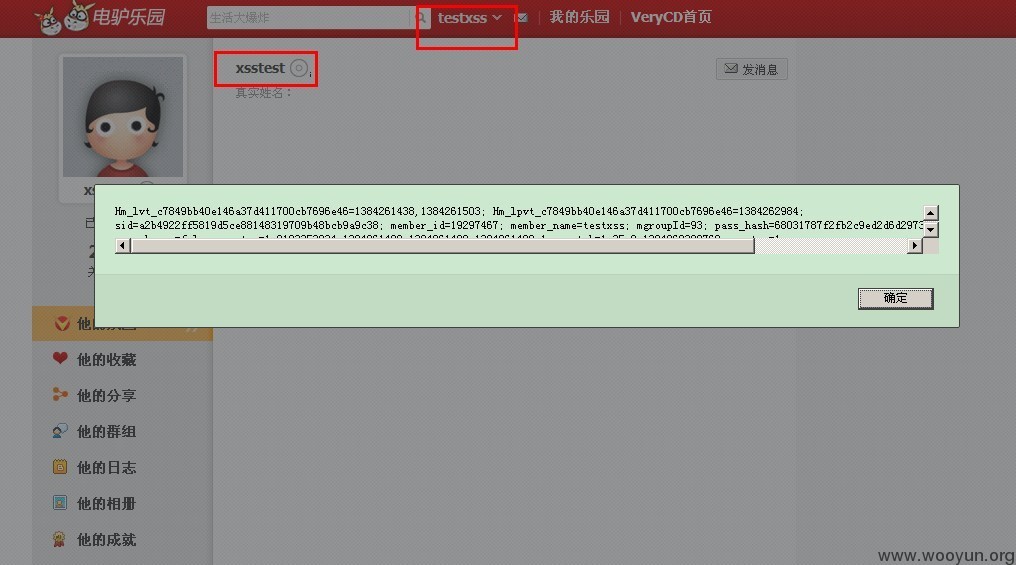 电驴乐园
生活大爆炸
testxss
我的乐园
VeryCD首页
xsstest
发消息
真实姓名：
Hm_lvt_c7849bb40e146a37d411700cb7696e46=1384261438,1384261503; Hm_lpvt_c7849bb40e146a37d411700cb7696e46=1384262984;
sid=a2b4922ff5819d5ce88148319709b48bcb9a9c38; member_id=19297467; member_name=testxss; mgroupId=93; pass_hash=68031787f2fb2c9ed2d6d2973
确定
他的收藏
他的分享
他的群组
他的日志
他的相册
他的成就
www.wooyun.org